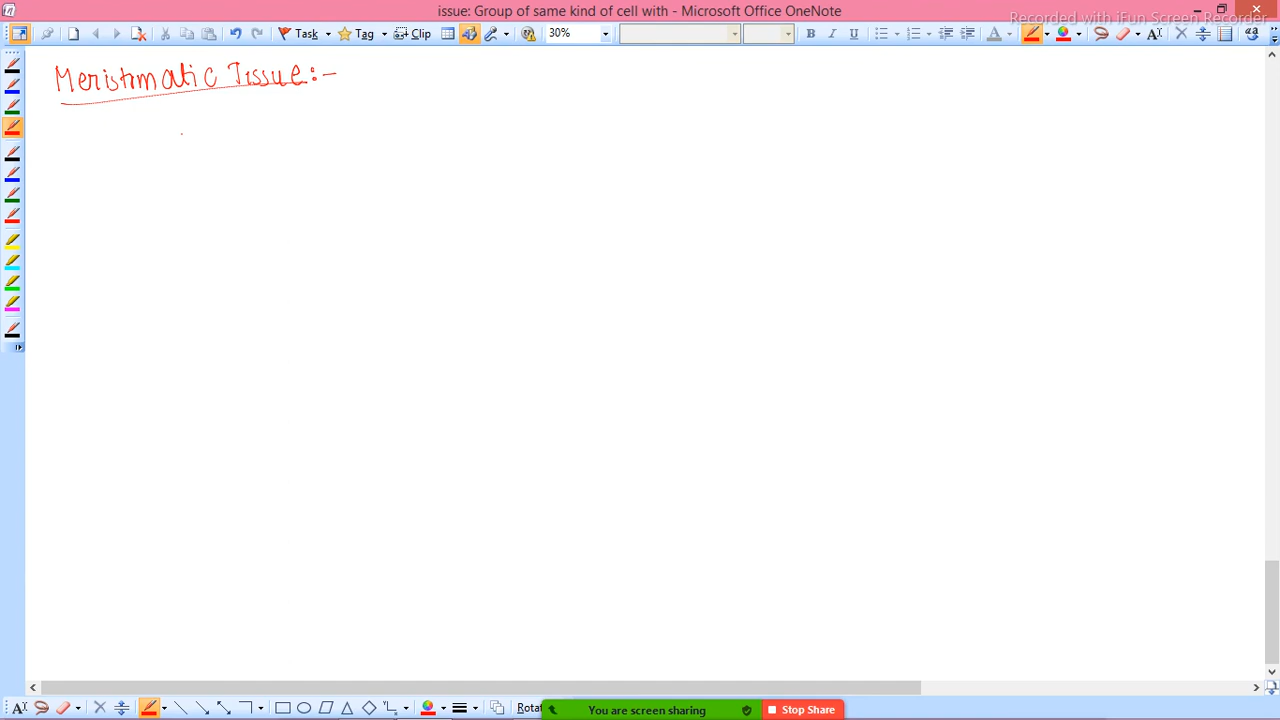 issue: Group of same kind of cell with - Microsoft Office OneNote
Recorded with iFun Screen Recorder
Task
Tag
Clip
30%
B I U
A
Meristmatic Tissue:-
Rotat
You are screen sharing
Stop Share